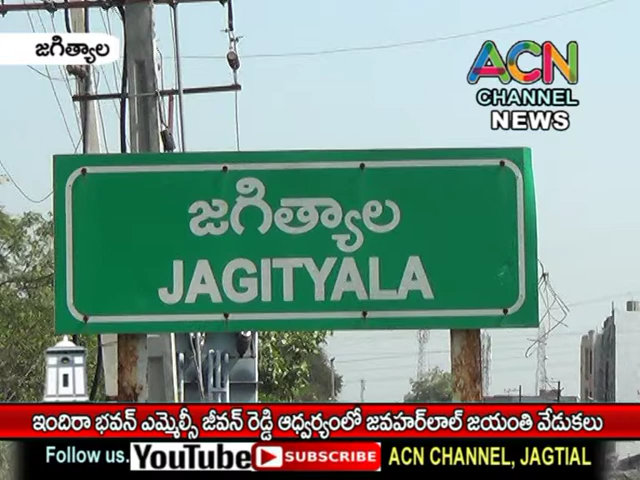 జగిత్యాల
ACN
CHANNEL
NEWS
జగిత్యాల
JAGITYALA
ఇందిరా భవన్ ఎమ్మెల్సీ జీవన్ రెడ్డి ఆధ్వర్యంలో జవహర్‌లాల్ జయంతి వేడుకలు
Follow us. YouTube SUBSCRIBE ACN CHANNEL, JAGTIAL